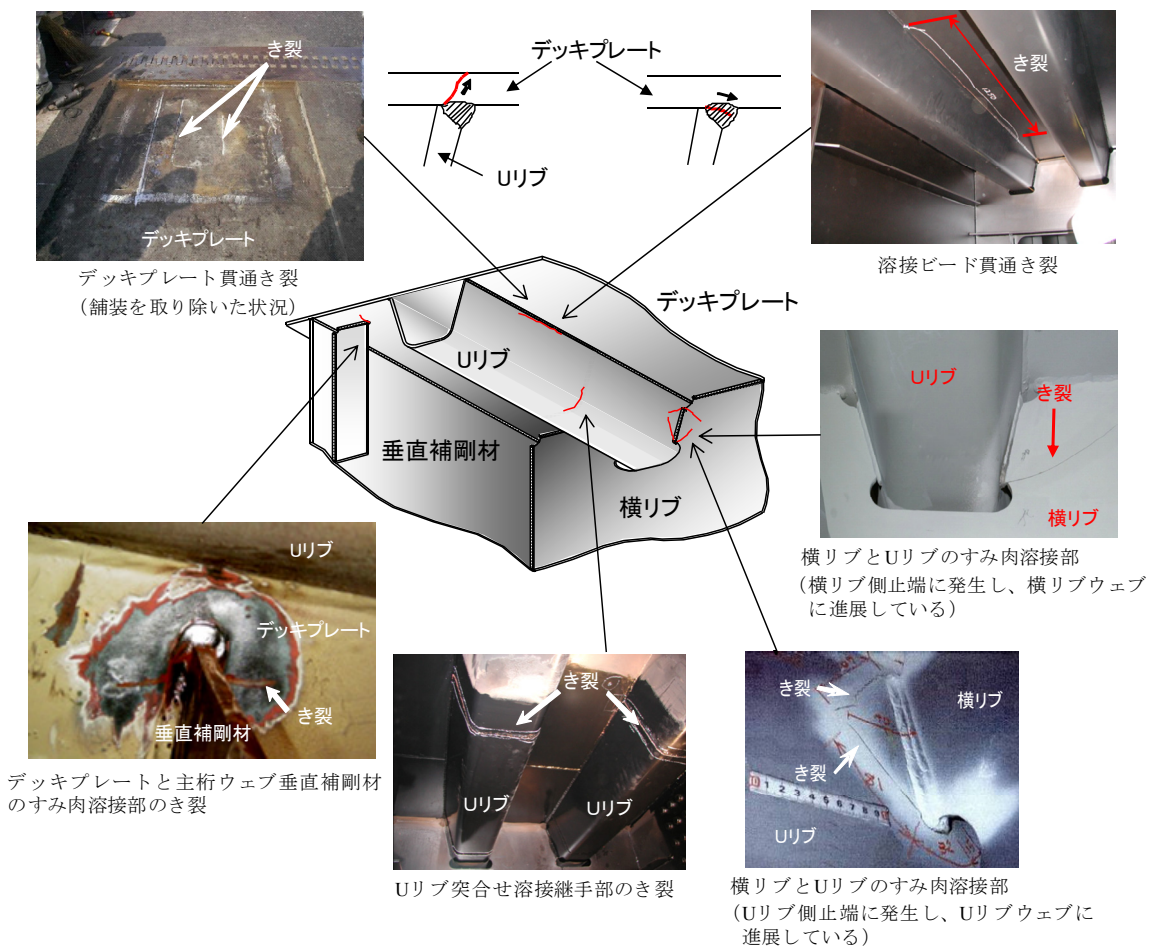 き裂
デッキプレート
デッキプレート貫通き裂
（舗装を取り除いた状況）
デッキプレート
Uリブ
き裂
溶接ビード貫通き裂
デッキプレート
Uリブ
垂直補剛材
横リブ
Uリブ
き裂
横リブ
横リブとUリブのすみ肉溶接部
（横リブ側止端に発生し、横リブウェブ
に進展している）
Uリブ
デッキプレート
き裂
垂直補剛材
デッキプレートと主桁ウェブ垂直補剛材
のすみ肉溶接部のき裂
き裂
Uリブ
Uリブ
Uリブ突合せ溶接継手部のき裂
き裂
横リブ
き裂
1 2 3 4 5 6 7 8 9
Uリブ
横リブとUリブのすみ肉溶接部
（Uリブ側止端に発生し、Uリブウェブに
進展している）